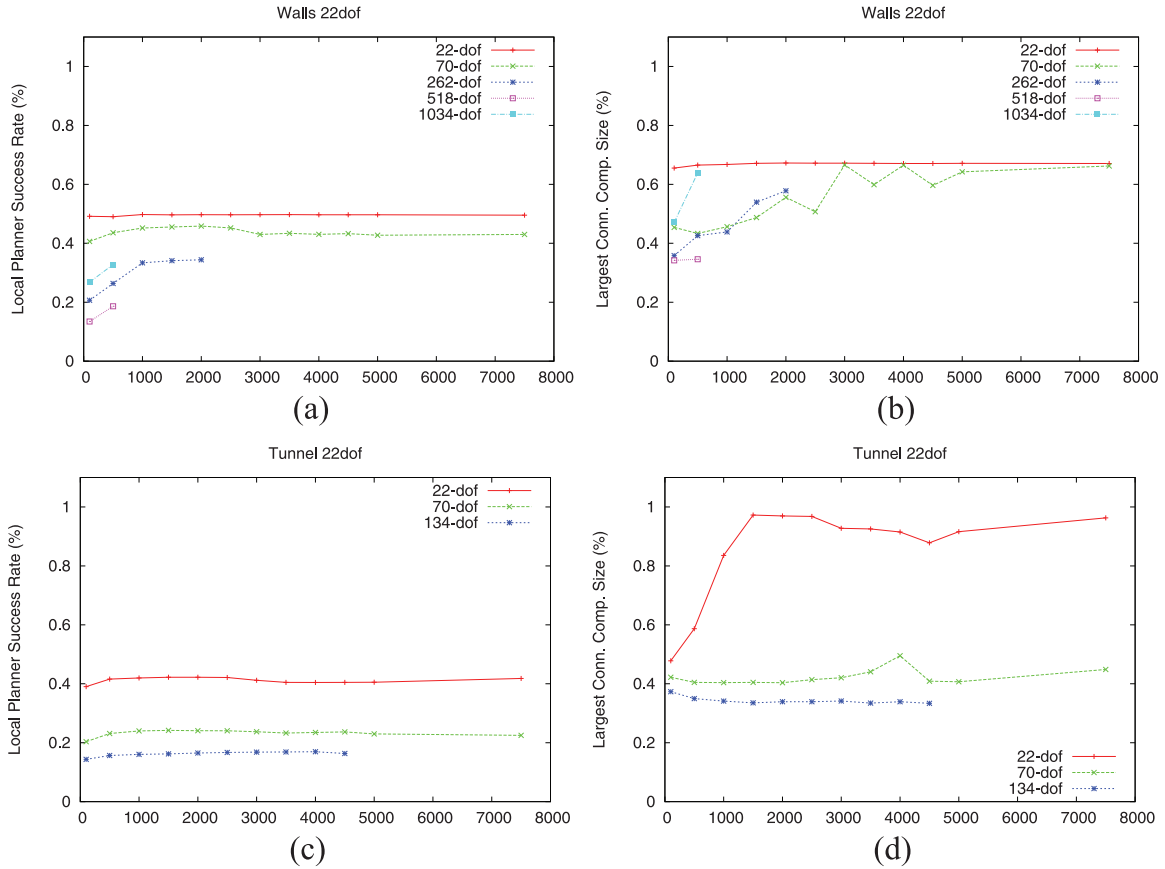 Walls 22dof
Local Planner Success Rate (%)
1
0.8
0.6
0.4
0.2
0
22-dof
70-dof
262-dof
518-dof
1034-dof
0 1000 2000 3000 4000 5000 6000 7000 8000
(a)
Walls 22dof
Largest Conn. Comp. Size (%)
1
0.8
0.6
0.4
0.2
0
22-dof
70-dof
262-dof
518-dof
1034-dof
0 1000 2000 3000 4000 5000 6000 7000 8000
(b)
Tunnel 22dof
Local Planner Success Rate (%)
1
0.8
0.6
0.4
0.2
0
22-dof
70-dof
134-dof
0 1000 2000 3000 4000 5000 6000 7000 8000
(c)
Tunnel 22dof
Largest Conn. Comp. Size (%)
1
0.8
0.6
0.4
0.2
0
22-dof
70-dof
134-dof
0 1000 2000 3000 4000 5000 6000 7000 8000
(d)